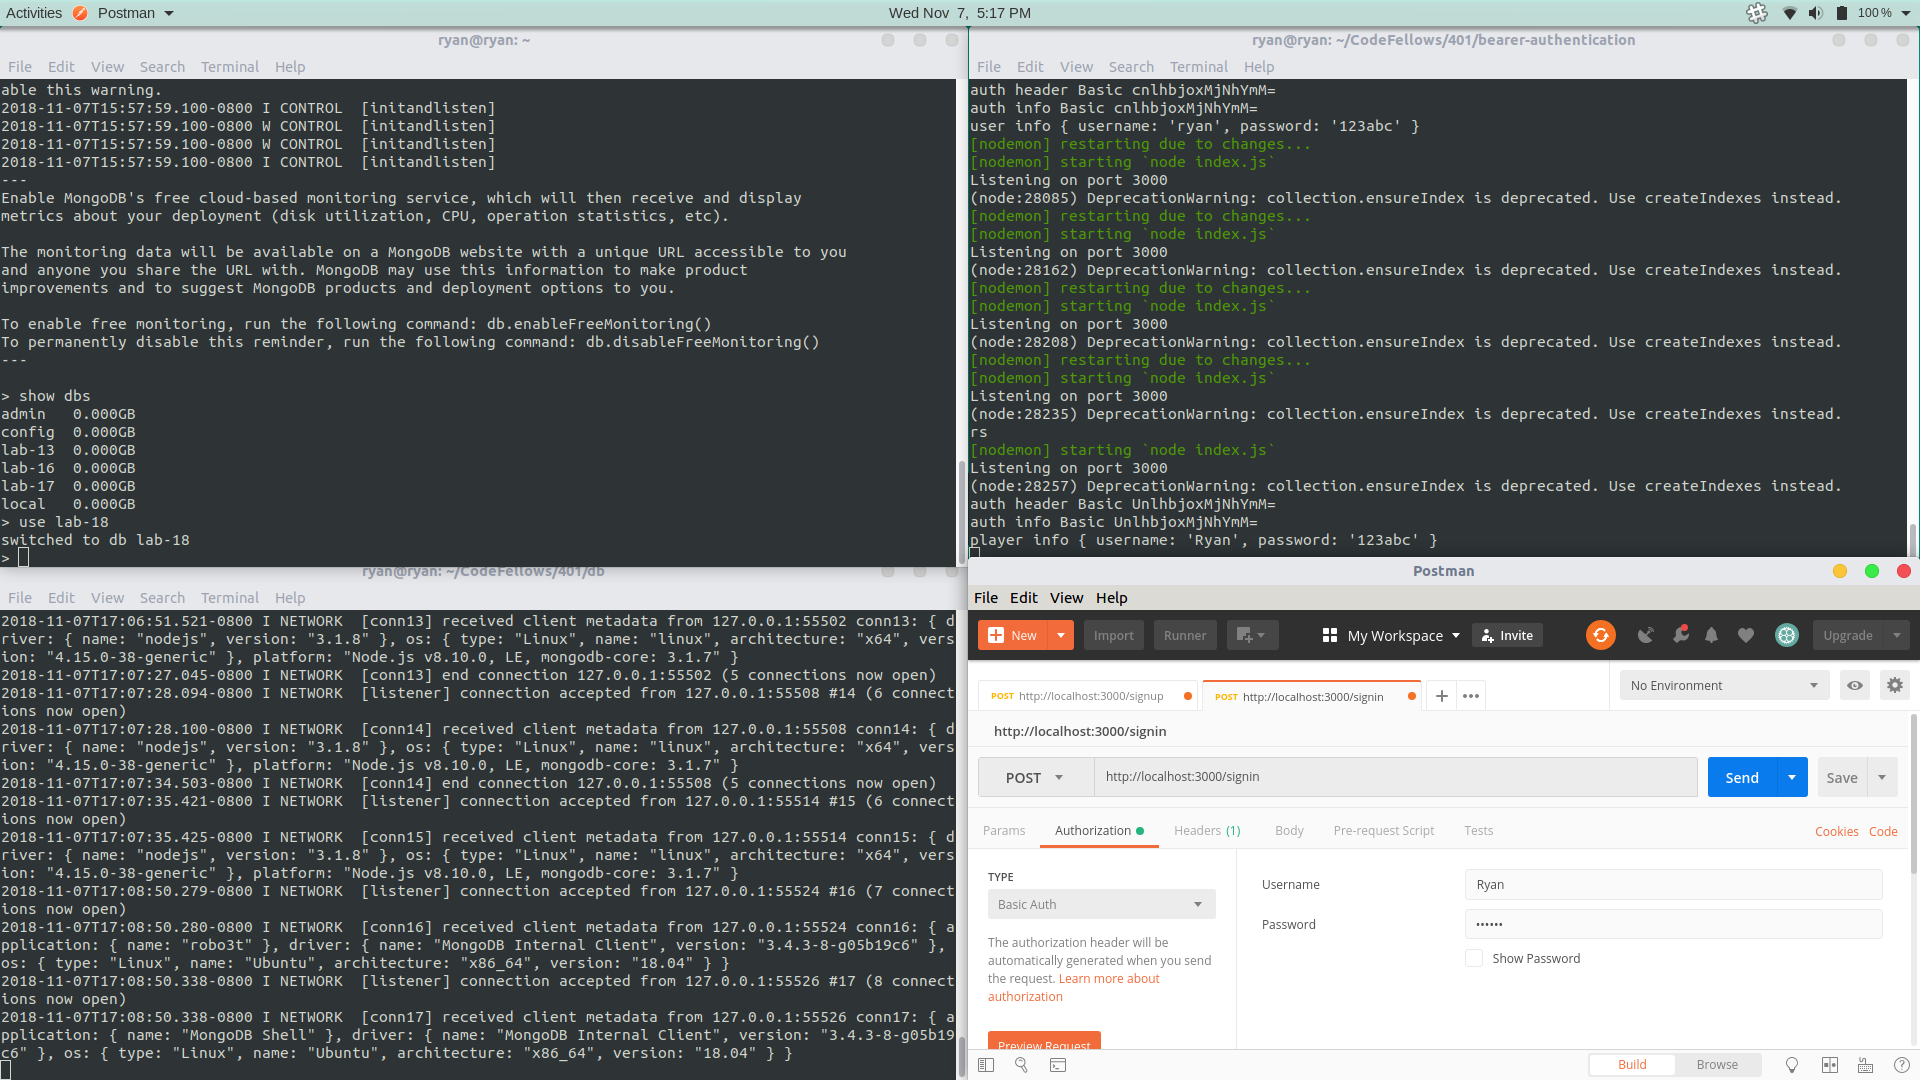 Activities Postman Wed Nov 7, 5:17 PM 100 %
ryan@ryan: ~
File Edit View Search Terminal Help
able this warning.
2018-11-07T15:57:59.100-0800 I CONTROL  [initandlisten]
2018-11-07T15:57:59.100-0800 W CONTROL  [initandlisten]
2018-11-07T15:57:59.100-0800 W CONTROL  [initandlisten]
2018-11-07T15:57:59.100-0800 I CONTROL  [initandlisten]
---
Enable MongoDB's free cloud-based monitoring service, which will then receive and display
metrics about your deployment (disk utilization, CPU, operation statistics, etc).
The monitoring data will be available on a MongoDB website with a unique URL accessible to you
and anyone you share the URL with. MongoDB may use this information to make product
improvements and to suggest MongoDB products and deployment options to you.
To enable free monitoring, run the following command: db.enableFreeMonitoring()
To permanently disable this reminder, run the following command: db.disableFreeMonitoring()
---
> show dbs
admin   0.000GB
config  0.000GB
lab-13  0.000GB
lab-16  0.000GB
lab-17  0.000GB
local   0.000GB
> use lab-18
switched to db lab-18
>
ryan@ryan: ~/CodeFellows/401/bearer-authentication
File Edit View Search Terminal Help
auth header Basic cnlhbjoxMjNhYmM=
auth info Basic cnlhbjoxMjNhYmM=
user info { username: 'ryan', password: '123abc' }
[nodemon] restarting due to changes...
[nodemon] starting `node index.js`
Listening on port 3000
(node:28085) DeprecationWarning: collection.ensureIndex is deprecated. Use createIndexes instead.
[nodemon] restarting due to changes...
[nodemon] starting `node index.js`
Listening on port 3000
(node:28162) DeprecationWarning: collection.ensureIndex is deprecated. Use createIndexes instead.
[nodemon] restarting due to changes...
[nodemon] starting `node index.js`
Listening on port 3000
(node:28208) DeprecationWarning: collection.ensureIndex is deprecated. Use createIndexes instead.
[nodemon] restarting due to changes...
[nodemon] starting `node index.js`
Listening on port 3000
(node:28235) DeprecationWarning: collection.ensureIndex is deprecated. Use createIndexes instead.
rs
[nodemon] starting `node index.js`
Listening on port 3000
(node:28257) DeprecationWarning: collection.ensureIndex is deprecated. Use createIndexes instead.
auth header Basic UnlhbjoxMjNhYmM=
auth info Basic UnlhbjoxMjNhYmM=
player info { username: 'Ryan', password: '123abc' }
ryan@ryan: ~/CodeFellows/401/db
File Edit View Search Terminal Help
2018-11-07T17:06:51.521-0800 I NETWORK  [conn13] received client metadata from 127.0.0.1:55502 conn13: { d
river: { name: "nodejs", version: "3.1.8" }, os: { type: "Linux", name: "linux", architecture: "x64", vers
ion: "4.15.0-38-generic" }, platform: "Node.js v8.10.0, LE, mongodb-core: 3.1.7" }
2018-11-07T17:07:27.045-0800 I NETWORK  [conn13] end connection 127.0.0.1:55502 (5 connections now open)
2018-11-07T17:07:28.094-0800 I NETWORK  [listener] connection accepted from 127.0.0.1:55508 #14 (6 connect
ions now open)
2018-11-07T17:07:28.100-0800 I NETWORK  [conn14] received client metadata from 127.0.0.1:55508 conn14: { d
river: { name: "nodejs", version: "3.1.8" }, os: { type: "Linux", name: "linux", architecture: "x64", vers
ion: "4.15.0-38-generic" }, platform: "Node.js v8.10.0, LE, mongodb-core: 3.1.7" }
2018-11-07T17:07:34.503-0800 I NETWORK  [conn14] end connection 127.0.0.1:55508 (5 connections now open)
2018-11-07T17:07:35.421-0800 I NETWORK  [listener] connection accepted from 127.0.0.1:55514 #15 (6 connect
ions now open)
2018-11-07T17:07:35.425-0800 I NETWORK  [conn15] received client metadata from 127.0.0.1:55514 conn15: { d
river: { name: "nodejs", version: "3.1.8" }, os: { type: "Linux", name: "linux", architecture: "x64", vers
ion: "4.15.0-38-generic" }, platform: "Node.js v8.10.0, LE, mongodb-core: 3.1.7" }
2018-11-07T17:08:50.279-0800 I NETWORK  [listener] connection accepted from 127.0.0.1:55524 #16 (7 connect
ions now open)
2018-11-07T17:08:50.280-0800 I NETWORK  [conn16] received client metadata from 127.0.0.1:55524 conn16: { a
pplication: { name: "robo3t" }, driver: { name: "MongoDB Internal Client", version: "3.4.3-8-g05b19c6" },
os: { type: "Linux", name: "Ubuntu", architecture: "x86_64", version: "18.04" } }
2018-11-07T17:08:50.338-0800 I NETWORK  [listener] connection accepted from 127.0.0.1:55526 #17 (8 connect
ions now open)
2018-11-07T17:08:50.338-0800 I NETWORK  [conn17] received client metadata from 127.0.0.1:55526 conn17: { a
pplication: { name: "MongoDB Shell" }, driver: { name: "MongoDB Internal Client", version: "3.4.3-8-g05b19
c6" }, os: { type: "Linux", name: "Ubuntu", architecture: "x86_64", version: "18.04" } }
Postman
File Edit View Help
New Import Runner My Workspace Invite Upgrade
POST http://localhost:3000/signup POST http://localhost:3000/signin No Environment
http://localhost:3000/signin
POST http://localhost:3000/signin Send Save
Params Authorization Headers (1) Body Pre-request Script Tests Cookies Code
TYPE
Basic Auth
The authorization header will be
automatically generated when you send
the request. Learn more about
authorization
Preview Request
Username Ryan
Password ••••••
Show Password
Build Browse